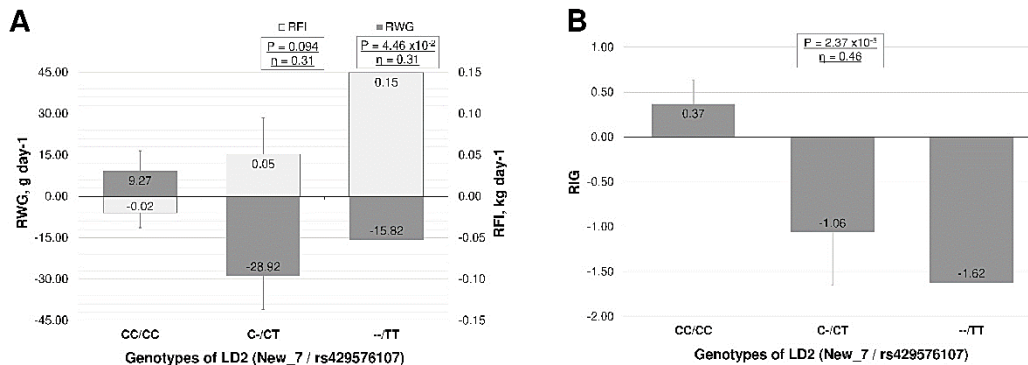 A
□ RFI
■ RWG
P = 0.094
η = 0.31
P = 4.46 x10⁻²
η = 0.31
RWG, g day-1
45.00
30.00
15.00
0.00
-15.00
-30.00
-45.00
9.27
-0.02
0.05
-28.92
0.15
-15.82
0.15
0.10
0.05
0.00
-0.05
-0.10
0.15
RFI, kg day-1
CC/CC
C-/CT
--/TT
Genotypes of LD2 (New_7 / rs429576107)
B
P = 2.37 x10⁻³
η = 0.46
RIG
1.00
0.50
0.00
-0.50
-1.00
-1.50
-2.00
0.37
-1.06
-1.62
CC/CC
C-/CT
--/TT
Genotypes of LD2 (New_7 / rs429576107)